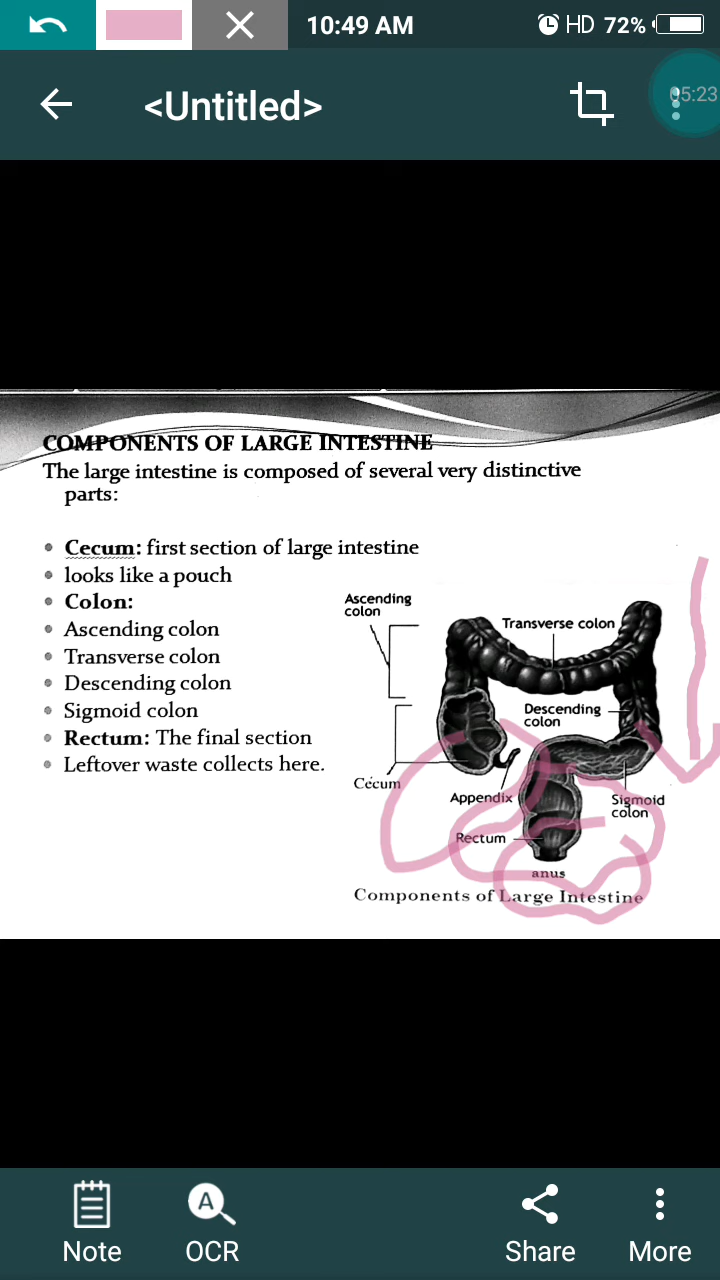 10:49 AM
HD 72%
<Untitled>
05:23
COMPONENTS OF LARGE INTESTINE
The large intestine is composed of several very distinctive
parts:
• Cecum: first section of large intestine
• looks like a pouch
• Colon:
• Ascending colon
• Transverse colon
• Descending colon
• Sigmoid colon
• Rectum: The final section
• Leftover waste collects here.
Ascending
colon
Transverse colon
Descending
colon
Cecum
Appendix
Sigmoid
colon
Rectum
anus
Components of Large Intestine
A
Note
OCR
Share
More